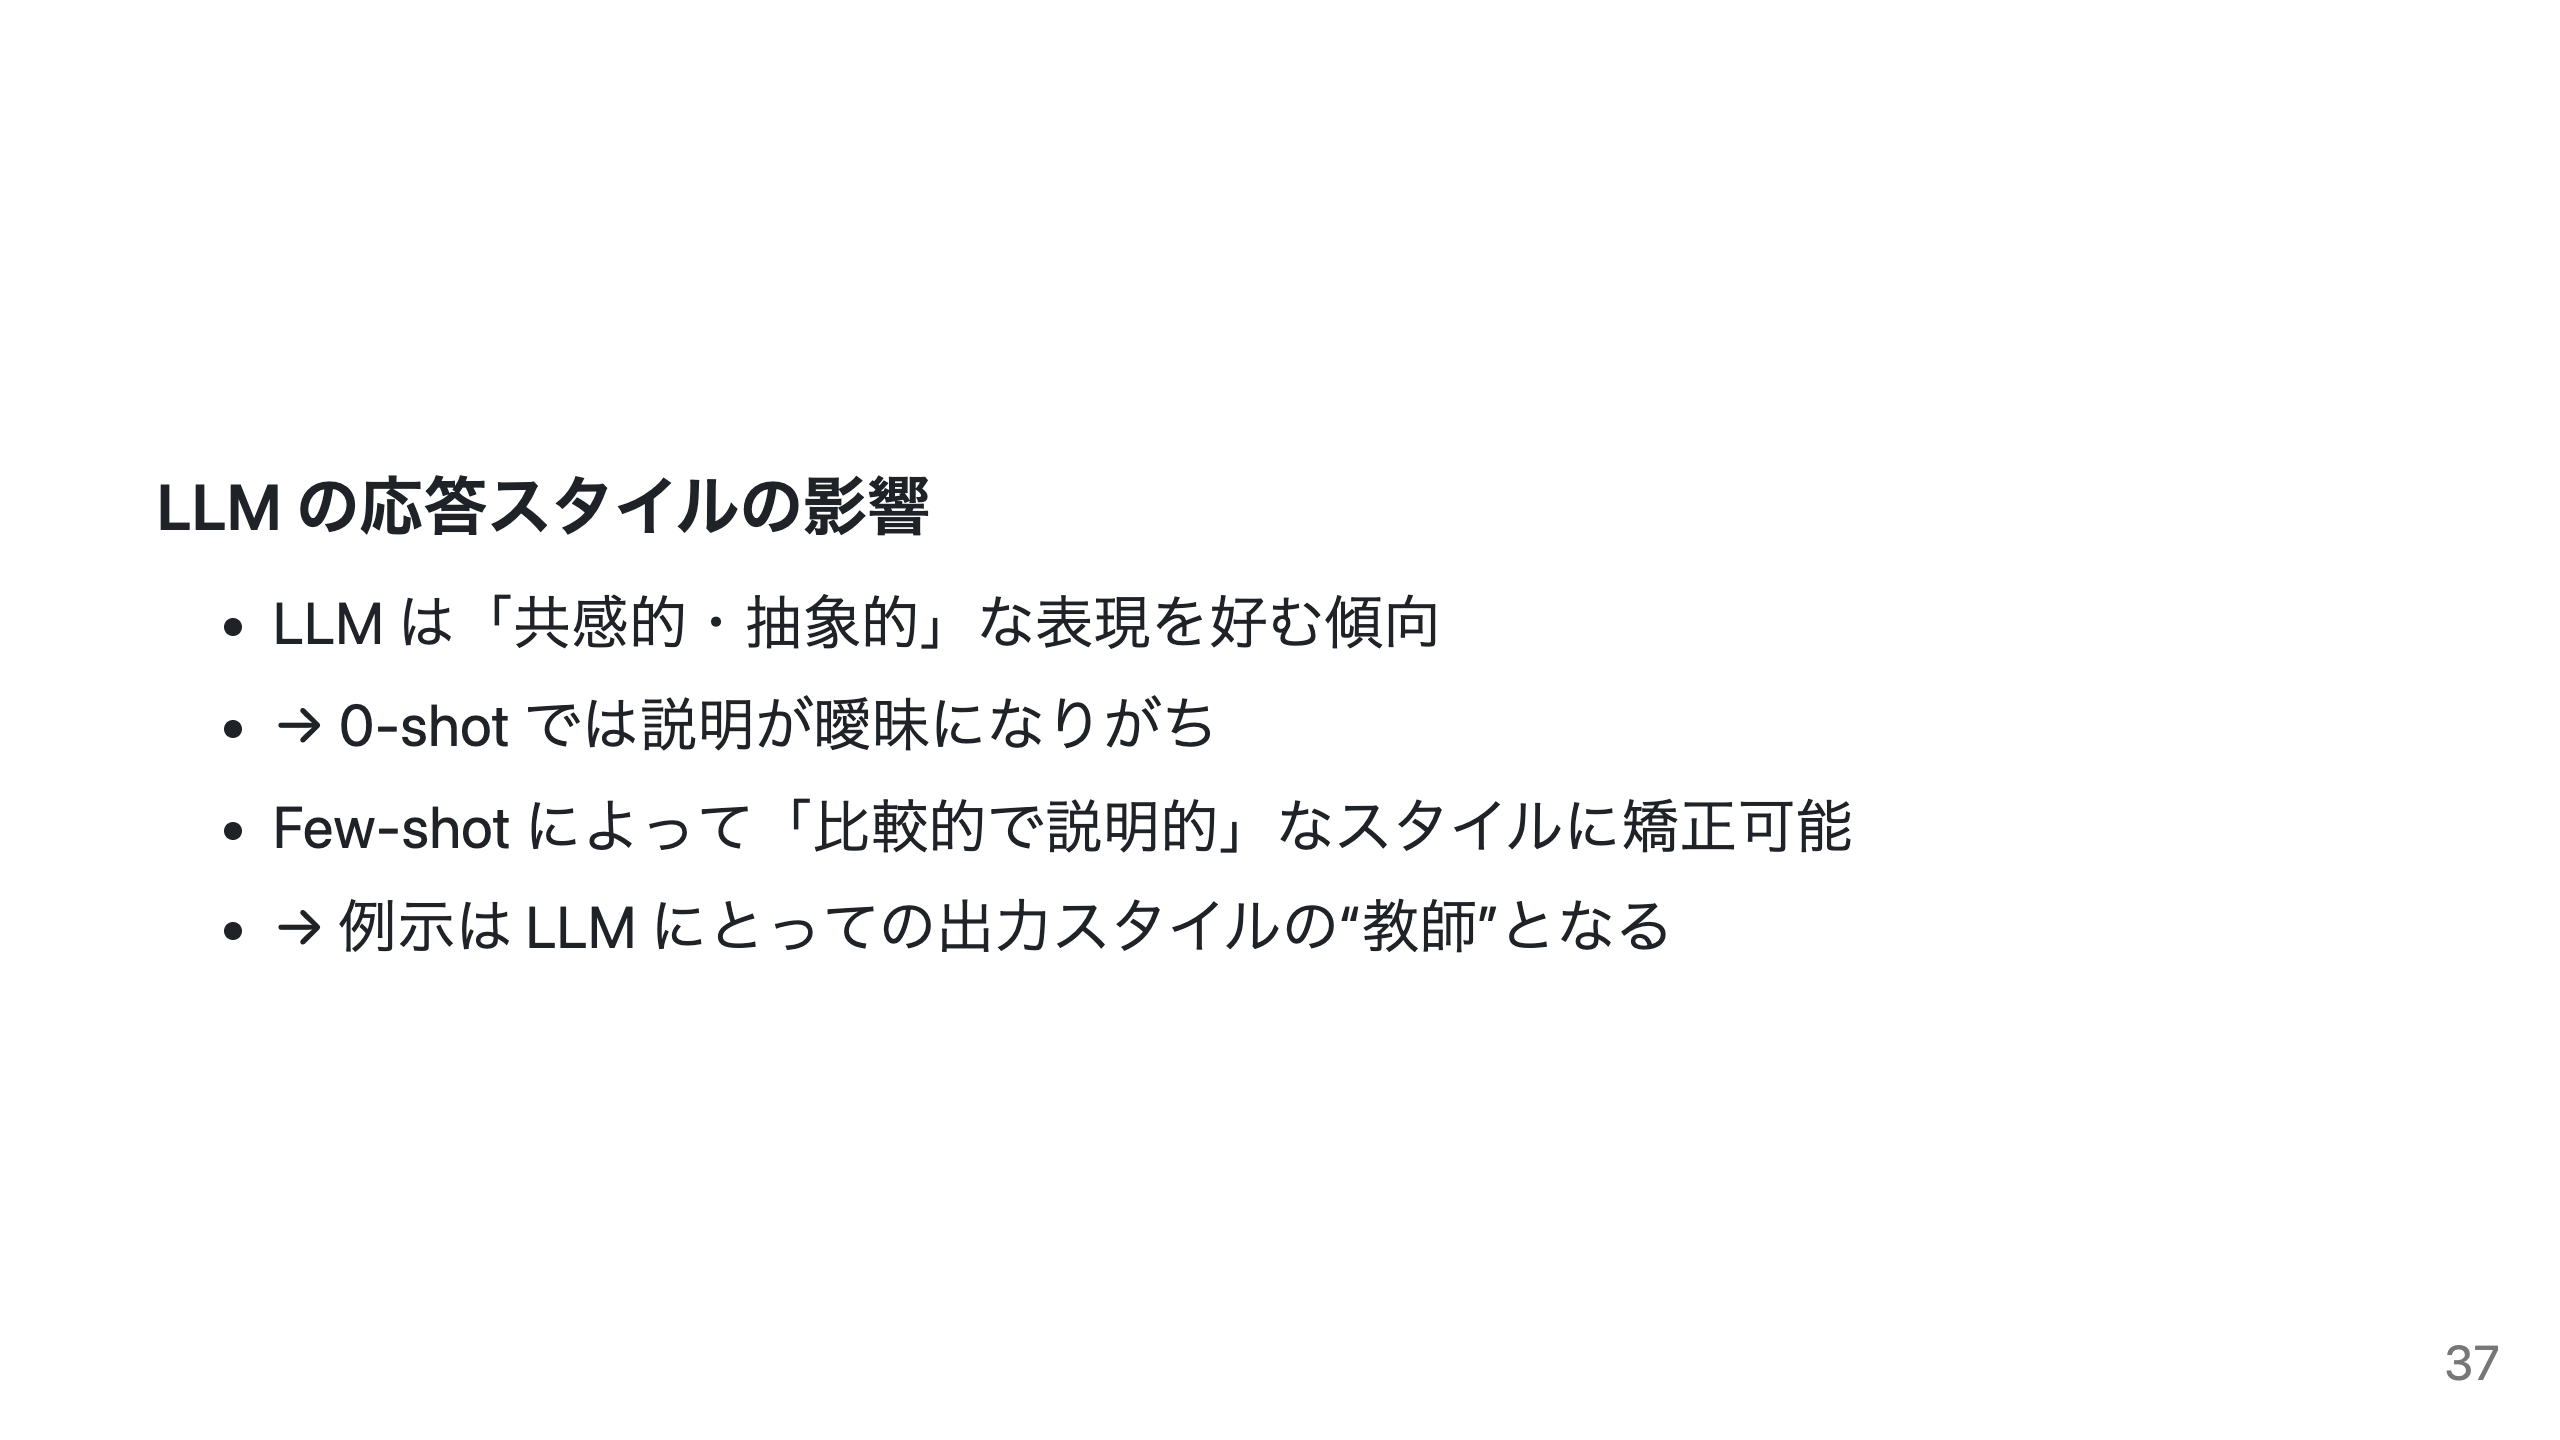 LLM の応答スタイルの影響
• LLM は「共感的・抽象的」な表現を好む傾向
• → 0-shot では説明が曖昧になりがち
• Few-shot によって「比較的で説明的」なスタイルに矯正可能
• → 例示は LLM にとっての出力スタイルの“教師”となる
37